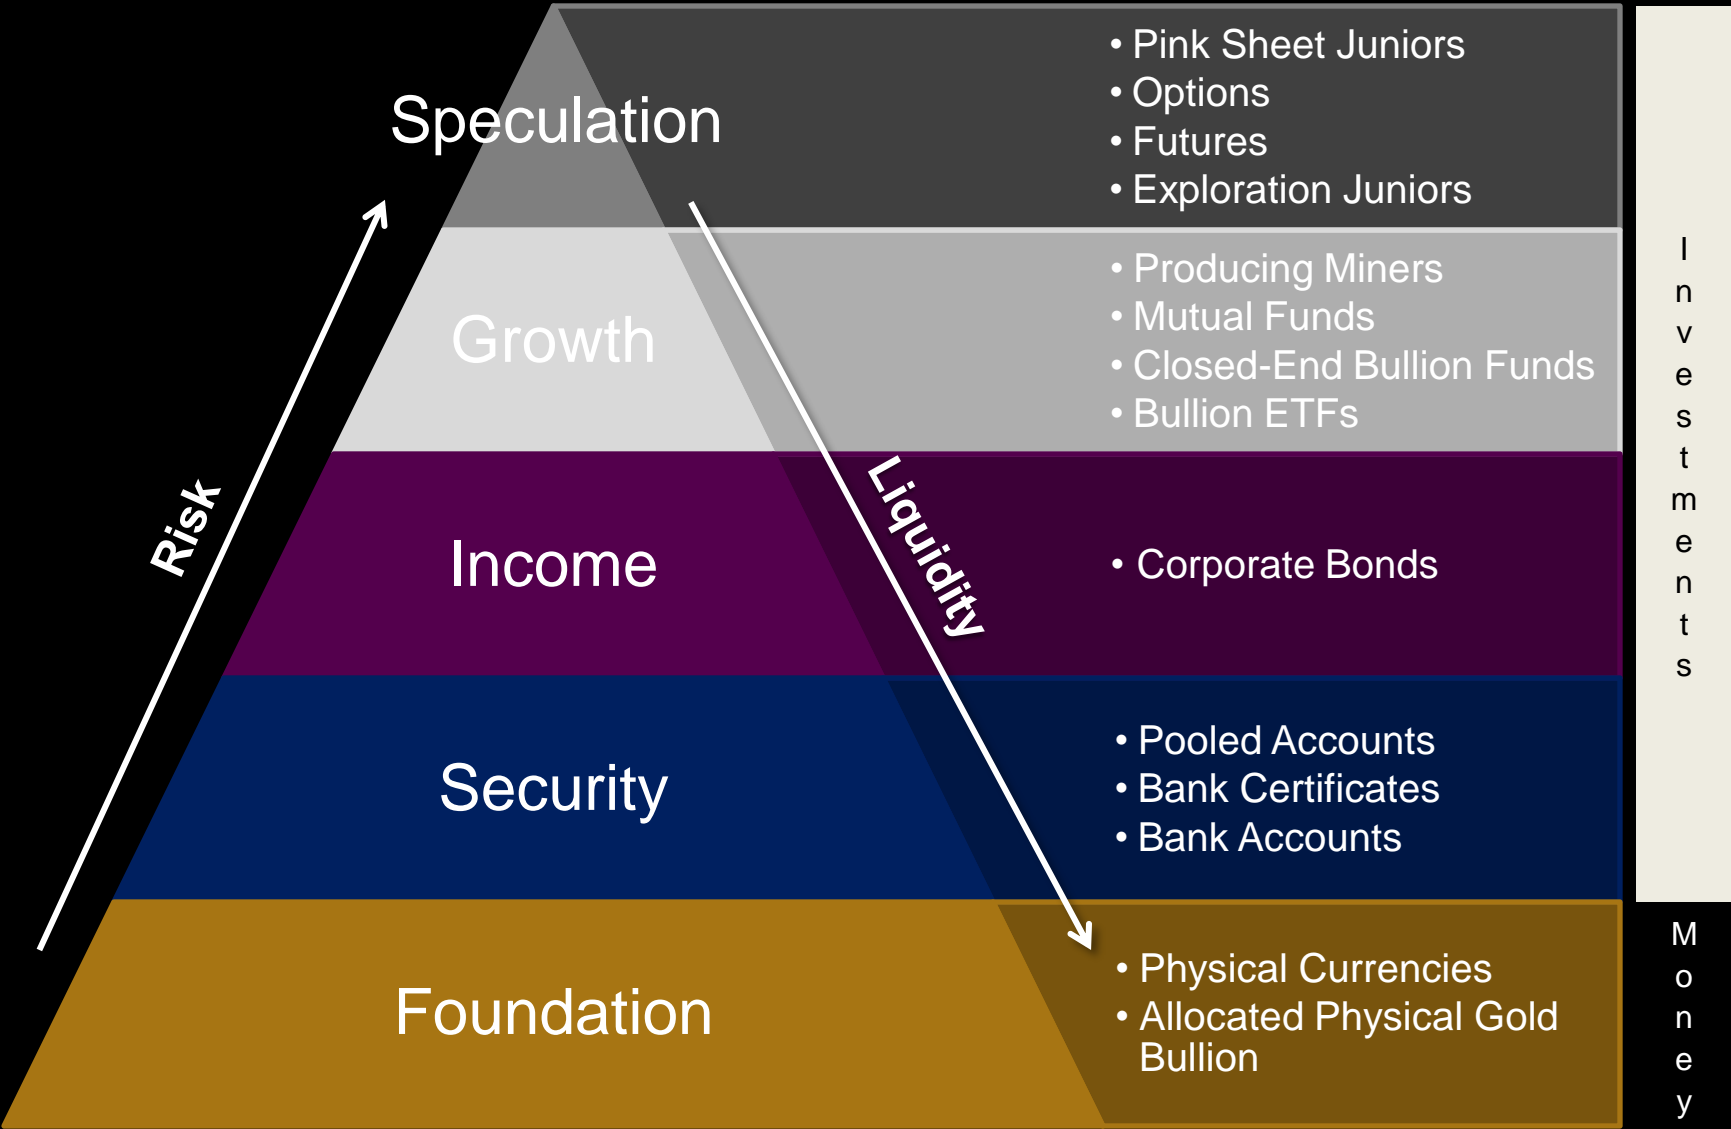 Speculation
• Pink Sheet Juniors
• Options
• Futures
• Exploration Juniors
Growth
• Producing Miners
• Mutual Funds
• Closed-End Bullion Funds
• Bullion ETFs
Income
• Corporate Bonds
Security
• Pooled Accounts
• Bank Certificates
• Bank Accounts
Foundation
• Physical Currencies
• Allocated Physical Gold
Bullion
Risk
Liquidity
Investments
Money